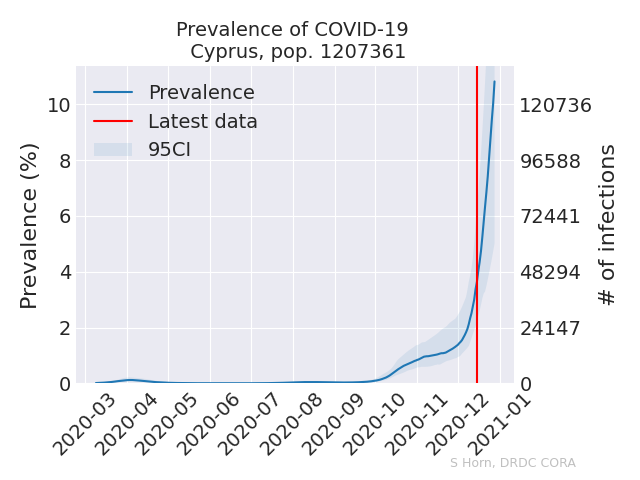 Prevalence of COVID-19
Cyprus, pop. 1207361
Prevalence
Latest data
95CI
Prevalence (%)
10
8
6
4
2
0
120736
96588
72441
48294
24147
0
# of infections
2020-03
2020-04
2020-05
2020-06
2020-07
2020-08
2020-09
2020-10
2020-11
2020-12
2021-01
S Horn, DRDC CORA